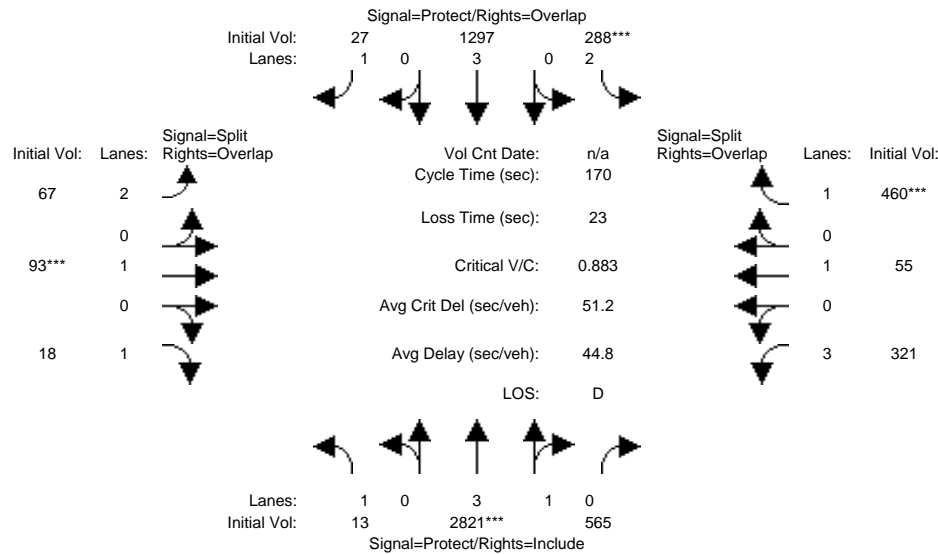 Signal=Protect/Rights=Overlap
Initial Vol: 27 1297 288***
Lanes: 1 0 3 0 2
Signal=Split Signal=Split
Initial Vol: Lanes: Rights=Overlap Vol Cnt Date: n/a Rights=Overlap Lanes: Initial Vol:
Cycle Time (sec): 170
67 2 1 460***
Loss Time (sec): 23
0 0
93*** 1 Critical V/C: 0.883 1 55
0 Avg Crit Del (sec/veh): 51.2 0
18 1 Avg Delay (sec/veh): 44.8 3 321
LOS: D
Lanes: 1 0 3 1 0
Initial Vol: 13 2821*** 565
Signal=Protect/Rights=Include